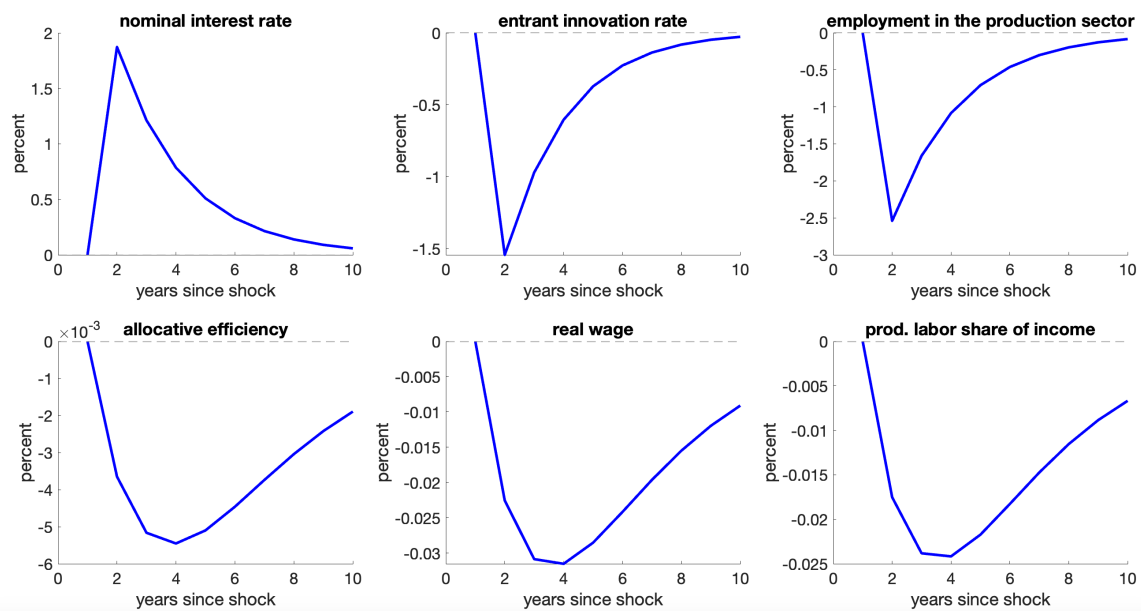 nominal interest rate
2
1.5
1
0.5
0
percent
0 2 4 6 8 10
years since shock
entrant innovation rate
0
-0.5
-1
-1.5
percent
0 2 4 6 8 10
years since shock
employment in the production sector
0
-0.5
-1
-1.5
-2
-2.5
-3
percent
0 2 4 6 8 10
years since shock
allocative efficiency
×10⁻³
0
-1
-2
-3
-4
-5
-6
percent
0 2 4 6 8 10
years since shock
real wage
0
-0.005
-0.01
-0.015
-0.02
-0.025
-0.03
percent
0 2 4 6 8 10
years since shock
prod. labor share of income
0
-0.005
-0.01
-0.015
-0.02
-0.025
percent
0 2 4 6 8 10
years since shock